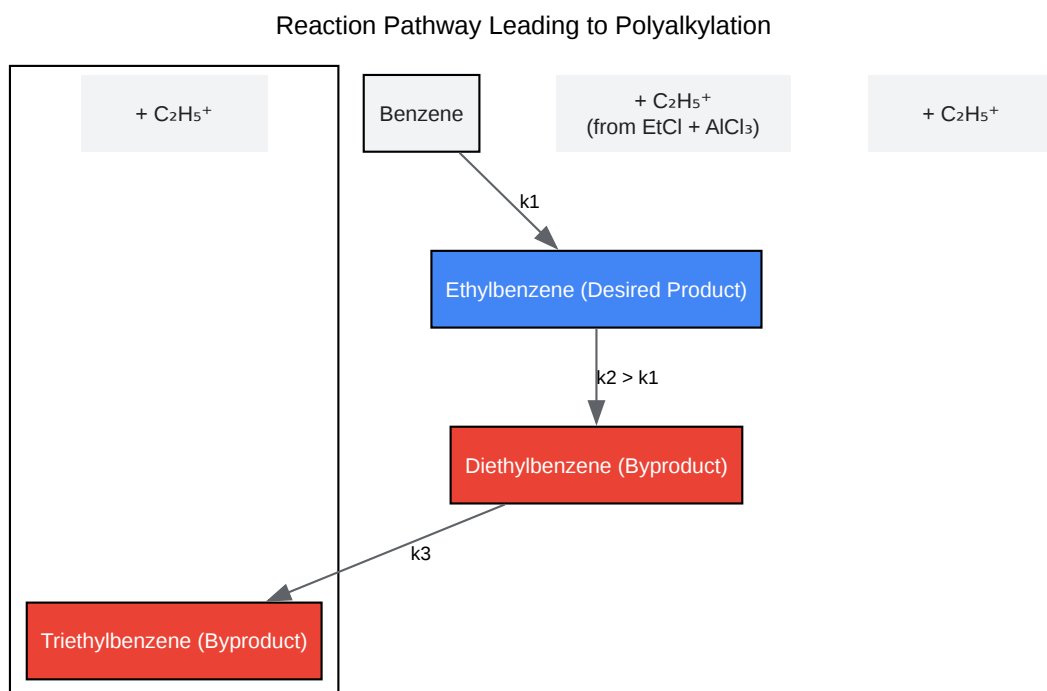 Reaction Pathway Leading to Polyalkylation
+ C₂H₅⁺
Benzene
+ C₂H₅⁺
(from EtCl + AlCl₃)
+ C₂H₅⁺
k1
Ethylbenzene (Desired Product)
k2 > k1
Diethylbenzene (Byproduct)
k3
Triethylbenzene (Byproduct)